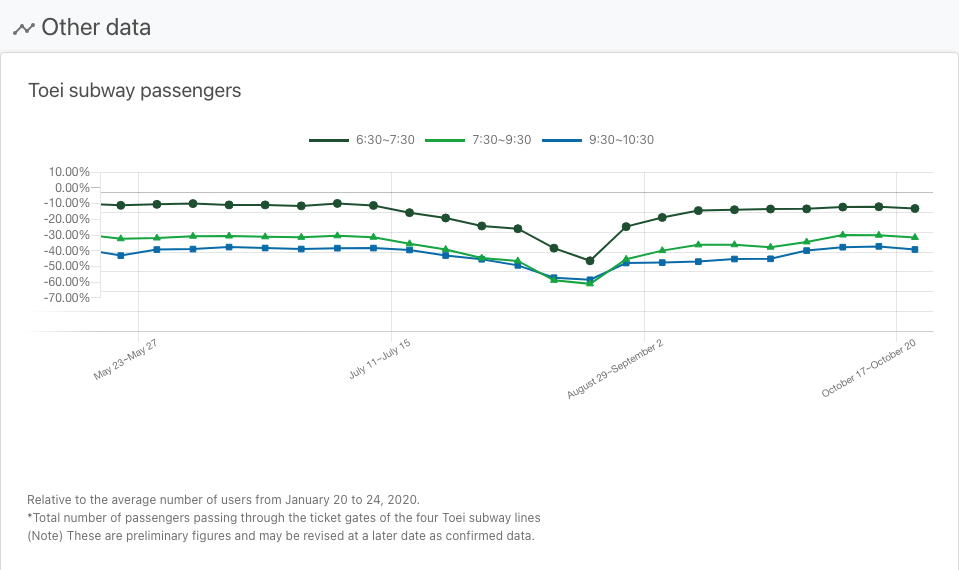 Other data
Toei subway passengers
6:30~7:30 7:30~9:30 9:30~10:30
10.00%
0.00%
-10.00%
-20.00%
-30.00%
-40.00%
-50.00%
-60.00%
-70.00%
May 23~May 27
July 11~July 15
August 29~September 2
October 17~October 20
Relative to the average number of users from January 20 to 24, 2020.
*Total number of passengers passing through the ticket gates of the four Toei subway lines
(Note) These are preliminary figures and may be revised at a later date as confirmed data.